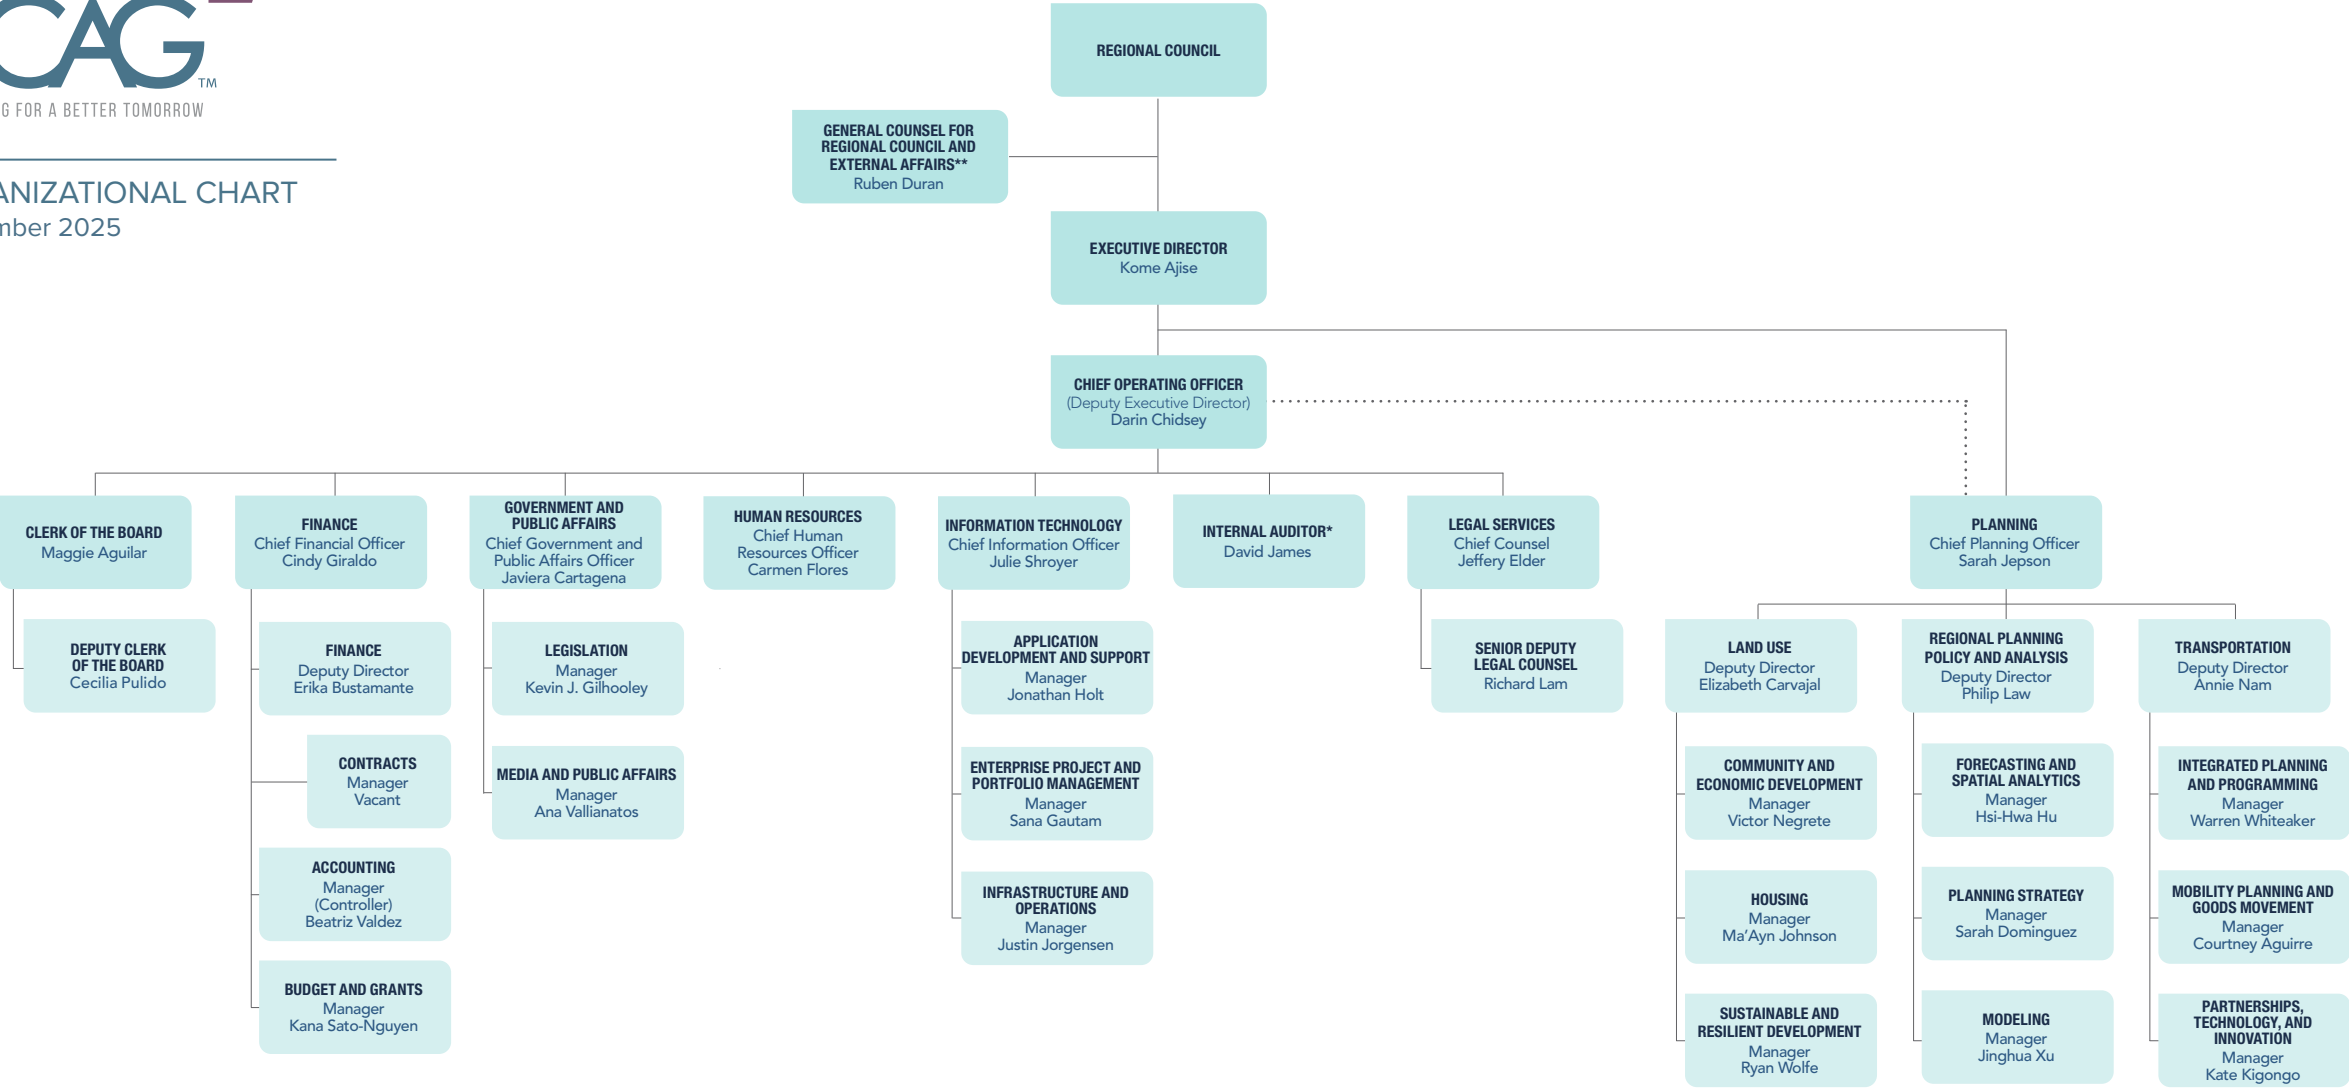 CAG™
G FOR A BETTER TOMORROW
ANIZATIONAL CHART
mber 2025
REGIONAL COUNCIL
GENERAL COUNSEL FOR
REGIONAL COUNCIL AND
EXTERNAL AFFAIRS**
Ruben Duran
EXECUTIVE DIRECTOR
Kome Ajise
CHIEF OPERATING OFFICER
(Deputy Executive Director)
Darin Chidsey
CLERK OF THE BOARD
Maggie Aguilar
DEPUTY CLERK
OF THE BOARD
Cecilia Pulido
FINANCE
Chief Financial Officer
Cindy Giraldo
FINANCE
Deputy Director
Erika Bustamante
CONTRACTS
Manager
Vacant
ACCOUNTING
Manager
(Controller)
Beatriz Valdez
BUDGET AND GRANTS
Manager
Kana Sato-Nguyen
GOVERNMENT AND
PUBLIC AFFAIRS
Chief Government and
Public Affairs Officer
Javiera Cartagena
LEGISLATION
Manager
Kevin J. Gilhooley
MEDIA AND PUBLIC AFFAIRS
Manager
Ana Vallianatos
HUMAN RESOURCES
Chief Human
Resources Officer
Carmen Flores
INFORMATION TECHNOLOGY
Chief Information Officer
Julie Shroyer
APPLICATION
DEVELOPMENT AND SUPPORT
Manager
Jonathan Holt
ENTERPRISE PROJECT AND
PORTFOLIO MANAGEMENT
Manager
Sana Gautam
INFRASTRUCTURE AND
OPERATIONS
Manager
Justin Jorgensen
INTERNAL AUDITOR*
David James
LEGAL SERVICES
Chief Counsel
Jeffery Elder
SENIOR DEPUTY
LEGAL COUNSEL
Richard Lam
PLANNING
Chief Planning Officer
Sarah Jepson
LAND USE
Deputy Director
Elizabeth Carvajal
COMMUNITY AND
ECONOMIC DEVELOPMENT
Manager
Victor Negrete
HOUSING
Manager
Ma’Ayn Johnson
SUSTAINABLE AND
RESILIENT DEVELOPMENT
Manager
Ryan Wolfe
REGIONAL PLANNING
POLICY AND ANALYSIS
Deputy Director
Philip Law
FORECASTING AND
SPATIAL ANALYTICS
Manager
Hsi-Hwa Hu
PLANNING STRATEGY
Manager
Sarah Dominguez
MODELING
Manager
Jinghua Xu
TRANSPORTATION
Deputy Director
Annie Nam
INTEGRATED PLANNING
AND PROGRAMMING
Manager
Warren Whiteaker
MOBILITY PLANNING AND
GOODS MOVEMENT
Manager
Courtney Aguirre
PARTNERSHIPS,
TECHNOLOGY, AND
INNOVATION
Manager
Kate Kigongo